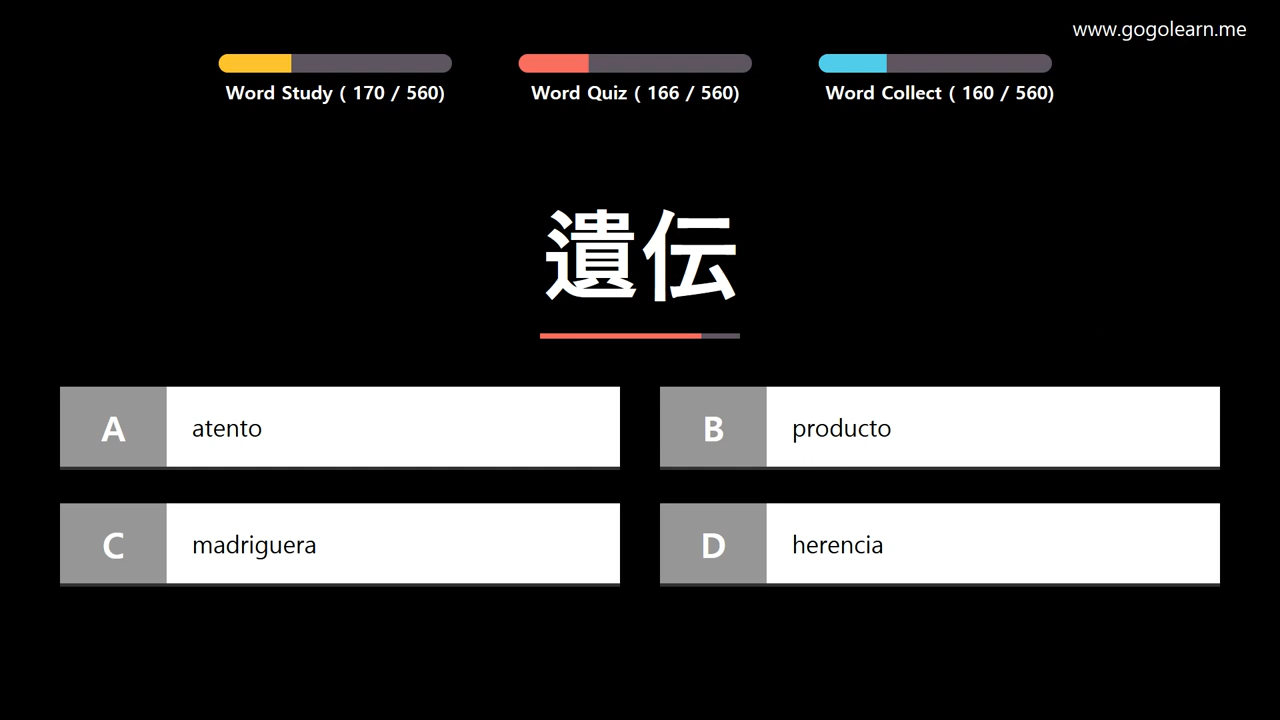 www.gogolearn.me
Word Study ( 170 / 560)
Word Quiz ( 166 / 560)
Word Collect ( 160 / 560)
遺伝
A atento
B producto
C madriguera
D herencia